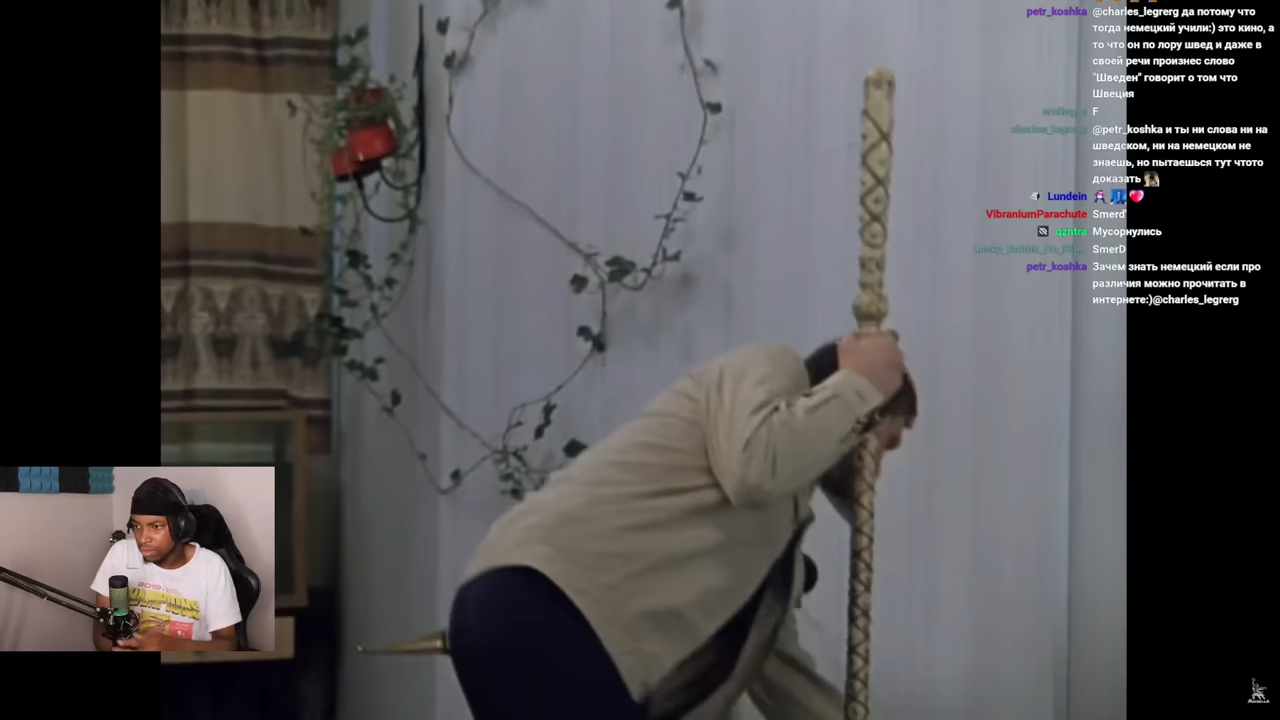 petr_koshka @charles_legrerg да потому что
тогда немецкий учили:) это кино, а
то что он по лору швед и даже в
своей речи произнес слово
"Шведен" говорит о том что
Швеция
F
charles_legrerg @petr_koshka и ты ни слова ни на
шведском, ни на немецком не
знаешь, но пытаешься тут чтото
доказать
Lundein
VibraniumParachute Smerd'
qzntra Мусорнулись
SmerD
petr_koshka Зачем знать немецкий если про
различия можно прочитать в
интернете:)@charles_legrerg
2019